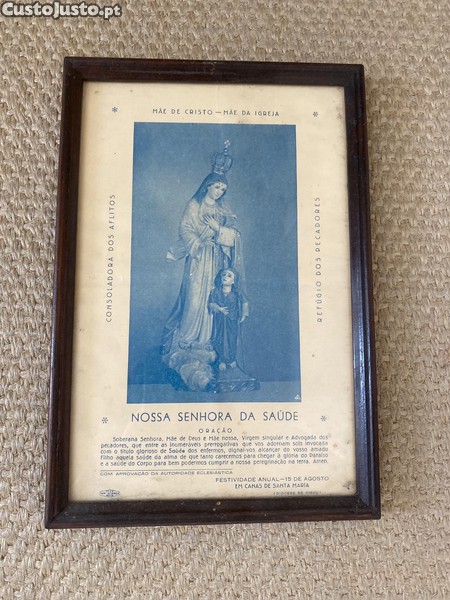 CustoJusto.pt
MÃE DE CRISTO — MÃE DA IGREJA
CONSOLADORA DOS AFLITOS
REFÚGIO DOS PECADORES
NOSSA SENHORA DA SAÚDE
ORAÇÃO
Soberana Senhora, Mãe de Deus e Mãe nossa, Virgem singular e Advogada dos
pecadores, que entre as inumeráveis prerrogativas que vos adornam sois invocada
com o título glorioso de Saúde dos enfermos, dignai-vos alcançar do vosso amado
Filho aquela saúde da alma de que tanto carecemos para chegar à glória do Paraíso
e a saúde do Corpo para bem podermos cumprir a nossa peregrinação na terra. Amen.
COM APROVAÇÃO DA AUTORIDADE ECLESIÁSTICA
FESTIVIDADE ANUAL—15 DE AGOSTO
EM CANAS DE SANTA MARIA